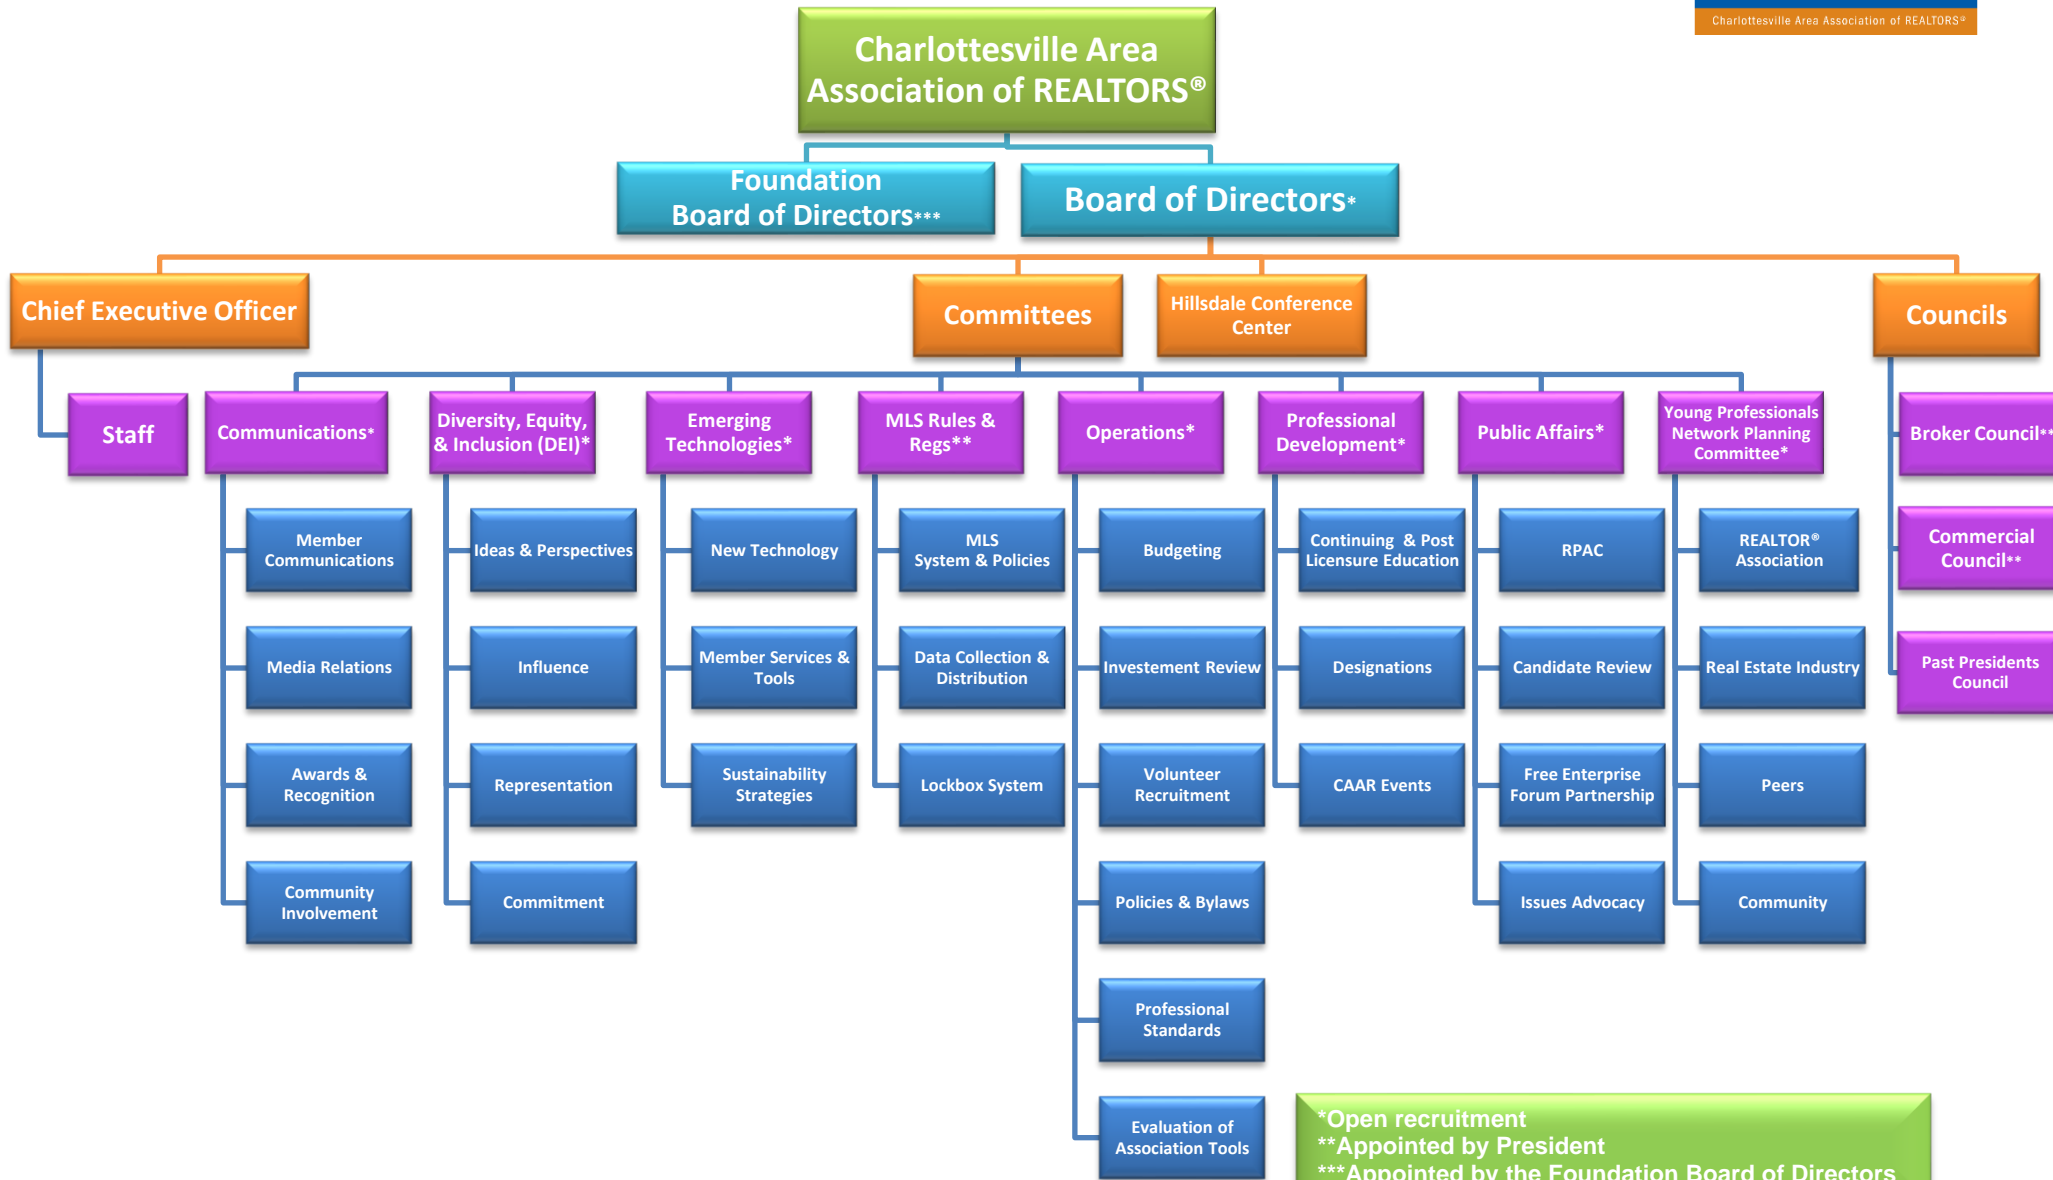 Charlottesville Area Association of REALTORS®
Charlottesville Area
Association of REALTORS®
Foundation
Board of Directors***
Board of Directors*
Chief Executive Officer
Committees
Hillsdale Conference
Center
Councils
Staff
Communications*
Diversity, Equity,
& Inclusion (DEI)*
Emerging
Technologies*
MLS Rules &
Regs**
Operations*
Professional
Development*
Public Affairs*
Young Professionals
Network Planning
Committee*
Broker Council**
Member
Communications
Ideas & Perspectives
New Technology
MLS
System & Policies
Budgeting
Continuing & Post
Licensure Education
RPAC
REALTOR®
Association
Commercial
Council**
Media Relations
Influence
Member Services &
Tools
Data Collection &
Distribution
Investement Review
Designations
Candidate Review
Real Estate Industry
Past Presidents
Council
Awards &
Recognition
Representation
Sustainability
Strategies
Lockbox System
Volunteer
Recruitment
CAAR Events
Free Enterprise
Forum Partnership
Peers
Community
Involvement
Commitment
Policies & Bylaws
Issues Advocacy
Community
Professional
Standards
Evaluation of
Association Tools
*Open recruitment
**Appointed by President
***Appointed by the Foundation Board of Directors